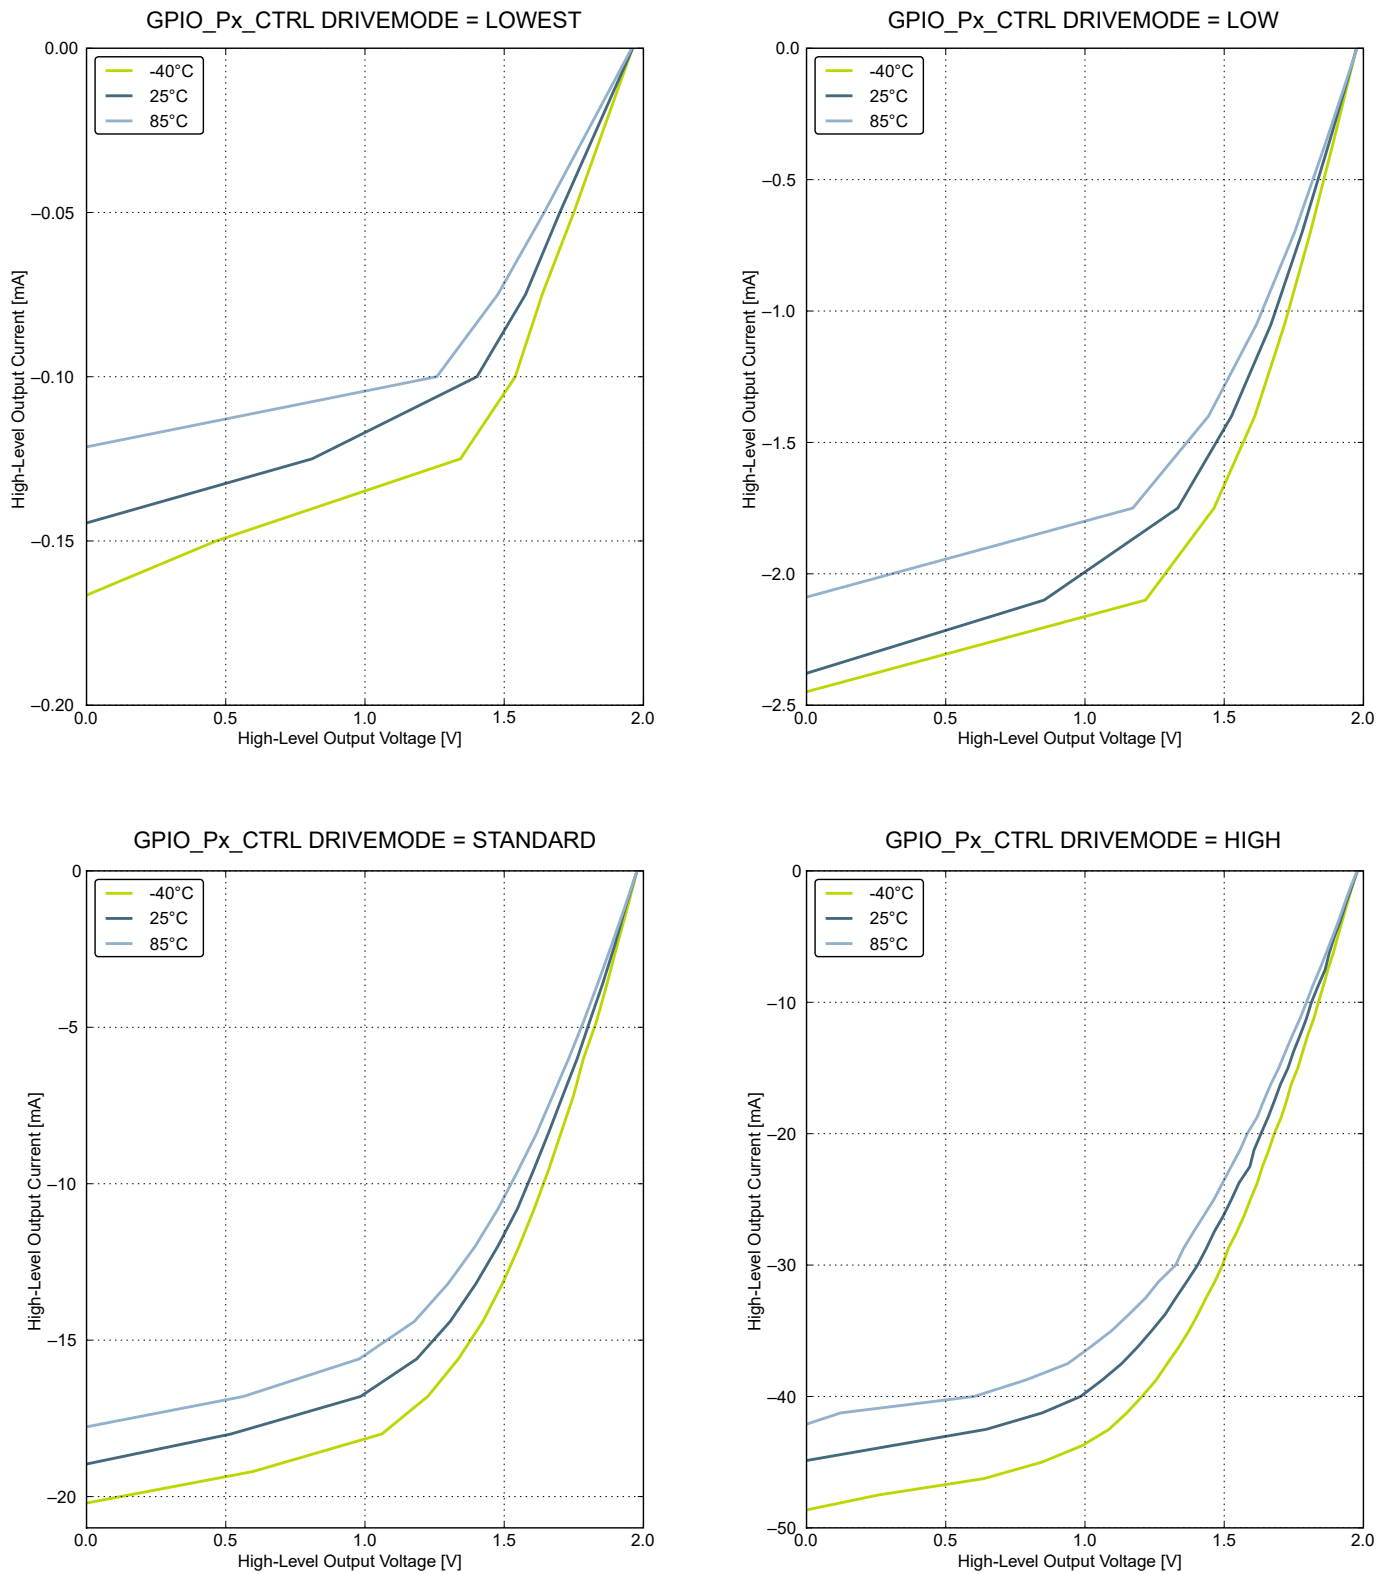 GPIO_Px_CTRL DRIVEMODE = LOWEST
0.00
–0.05
–0.10
–0.15
–0.20
High-Level Output Current [mA]
-40°C
25°C
85°C
0.0 0.5 1.0 1.5 2.0
High-Level Output Voltage [V]
GPIO_Px_CTRL DRIVEMODE = LOW
0.0
–0.5
–1.0
–1.5
–2.0
–2.5
High-Level Output Current [mA]
-40°C
25°C
85°C
0.0 0.5 1.0 1.5 2.0
High-Level Output Voltage [V]
GPIO_Px_CTRL DRIVEMODE = STANDARD
0
–5
–10
–15
–20
High-Level Output Current [mA]
-40°C
25°C
85°C
0.0 0.5 1.0 1.5 2.0
High-Level Output Voltage [V]
GPIO_Px_CTRL DRIVEMODE = HIGH
0
–10
–20
–30
–40
–50
High-Level Output Current [mA]
-40°C
25°C
85°C
0.0 0.5 1.0 1.5 2.0
High-Level Output Voltage [V]